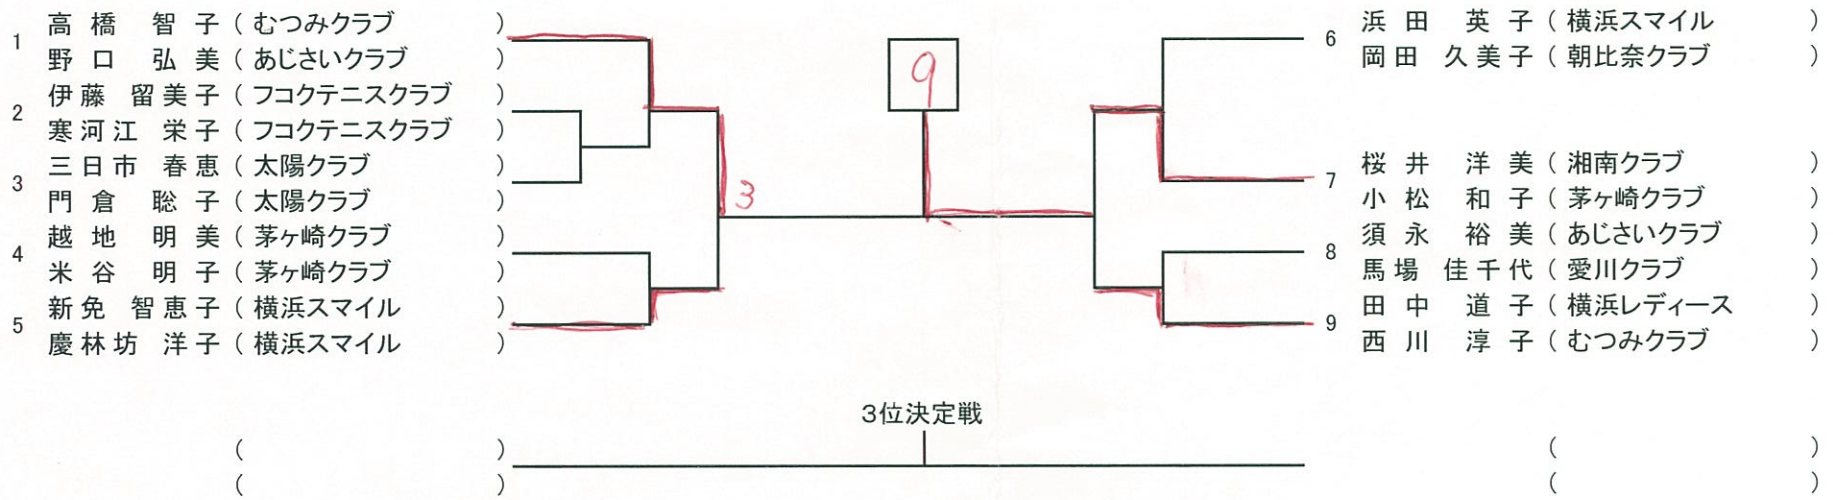 1 高橋 智子 ( むつみクラブ )
野口 弘美 ( あじさいクラブ )
2 伊藤 留美子 ( フコクテニスクラブ )
寒河江 栄子 ( フコクテニスクラブ )
3 三日市 春恵 ( 太陽クラブ )
門倉 聡子 ( 太陽クラブ )
4 越地 明美 ( 茅ヶ崎クラブ )
米谷 明子 ( 茅ヶ崎クラブ )
5 新免 智恵子 ( 横浜スマイル )
慶林坊 洋子 ( 横浜スマイル )
9
3
6 浜田 英子 ( 横浜スマイル )
岡田 久美子 ( 朝比奈クラブ )
7 桜井 洋美 ( 湘南クラブ )
小松 和子 ( 茅ヶ崎クラブ )
8 須永 裕美 ( あじさいクラブ )
馬場 佳千代 ( 愛川クラブ )
9 田中 道子 ( 横浜レディース )
西川 淳子 ( むつみクラブ )
3位決定戦
( ) ( )
( ) ( )